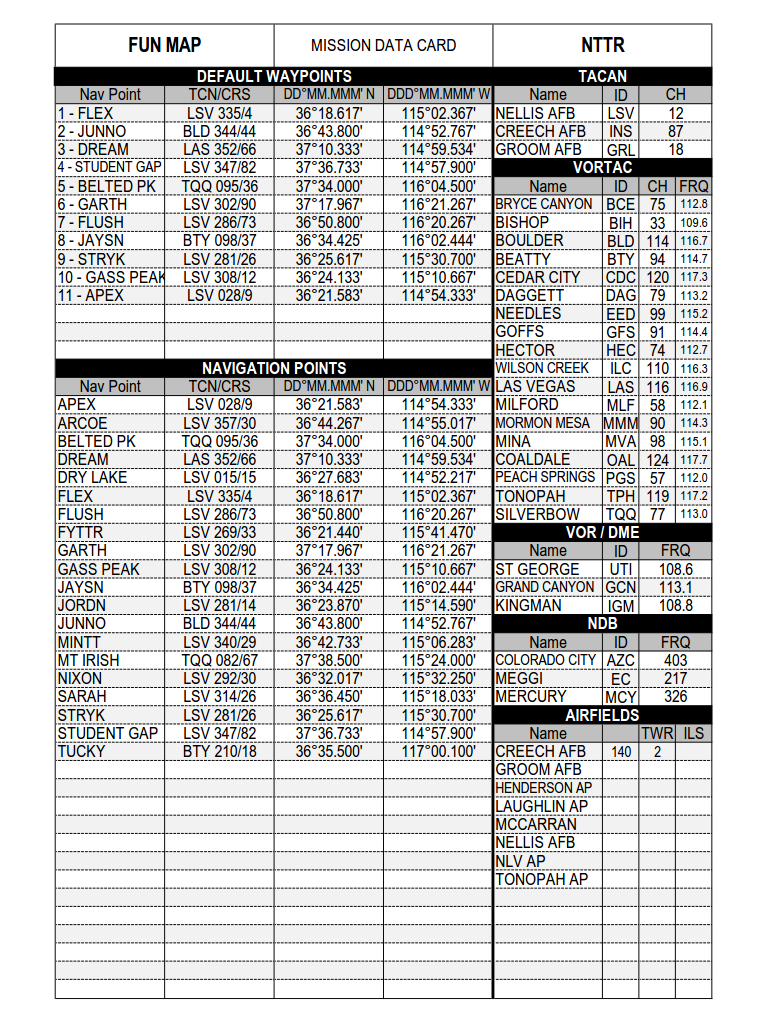 FUN MAP MISSION DATA CARD NTTR
DEFAULT WAYPOINTS
Nav Point TCN/CRS DD°MM.MMM' N DDD°MM.MMM' W
1 - FLEX LSV 335/4 36°18.617' 115°02.367'
2 - JUNNO BLD 344/44 36°43.800' 114°52.767'
3 - DREAM LAS 352/66 37°10.333' 114°59.534'
4 - STUDENT GAP LSV 347/82 37°36.733' 114°57.900'
5 - BELTED PK TQQ 095/36 37°34.000' 116°04.500'
6 - GARTH LSV 302/90 37°17.967' 116°21.267'
7 - FLUSH LSV 286/73 36°50.800' 116°20.267'
8 - JAYSN BTY 098/37 36°34.425' 116°02.444'
9 - STRYK LSV 281/26 36°25.617' 115°30.700'
10 - GASS PEAK LSV 308/12 36°24.133' 115°10.667'
11 - APEX LSV 028/9 36°21.583' 114°54.333'
NAVIGATION POINTS
Nav Point TCN/CRS DD°MM.MMM' N DDD°MM.MMM' W
APEX LSV 028/9 36°21.583' 114°54.333'
ARCOE LSV 357/30 36°44.267' 114°55.017'
BELTED PK TQQ 095/36 37°34.000' 116°04.500'
DREAM LAS 352/66 37°10.333' 114°59.534'
DRY LAKE LSV 015/15 36°27.683' 114°52.217'
FLEX LSV 335/4 36°18.617' 115°02.367'
FLUSH LSV 286/73 36°50.800' 116°20.267'
FYTTR LSV 269/33 36°21.440' 115°41.470'
GARTH LSV 302/90 37°17.967' 116°21.267'
GASS PEAK LSV 308/12 36°24.133' 115°10.667'
JAYSN BTY 098/37 36°34.425' 116°02.444'
JORDN LSV 281/14 36°23.870' 115°14.590'
JUNNO BLD 344/44 36°43.800' 114°52.767'
MINTT LSV 340/29 36°42.733' 115°06.283'
MT IRISH TQQ 082/67 37°38.500' 115°24.000'
NIXON LSV 292/30 36°32.017' 115°32.250'
SARAH LSV 314/26 36°36.450' 115°18.033'
STRYK LSV 281/26 36°25.617' 115°30.700'
STUDENT GAP LSV 347/82 37°36.733' 114°57.900'
TUCKY BTY 210/18 36°35.500' 117°00.100'
TACAN
Name ID CH
NELLIS AFB LSV 12
CREECH AFB INS 87
GROOM AFB GRL 18
VORTAC
Name ID CH FRQ
BRYCE CANYON BCE 75 112.8
BISHOP BIH 33 109.6
BOULDER BLD 114 116.7
BEATTY BTY 94 114.7
CEDAR CITY CDC 120 117.3
DAGGETT DAG 79 113.2
NEEDLES EED 99 115.2
GOFFS GFS 91 114.4
HECTOR HEC 74 112.7
WILSON CREEK ILC 110 116.3
LAS VEGAS LAS 116 116.9
MILFORD MLF 58 112.1
MORMON MESA MMM 90 114.3
MINA MVA 98 115.1
COALDALE OAL 124 117.7
PEACH SPRINGS PGS 57 112.0
TONOPAH TPH 119 117.2
SILVERBOW TQQ 77 113.0
VOR / DME
Name ID FRQ
ST GEORGE UTI 108.6
GRAND CANYON GCN 113.1
KINGMAN IGM 108.8
NDB
Name ID FRQ
COLORADO CITY AZC 403
MEGGI EC 217
MERCURY MCY 326
AIRFIELDS
Name TWR ILS
CREECH AFB 140 2
GROOM AFB
HENDERSON AP
LAUGHLIN AP
MCCARRAN
NELLIS AFB
NLV AP
TONOPAH AP